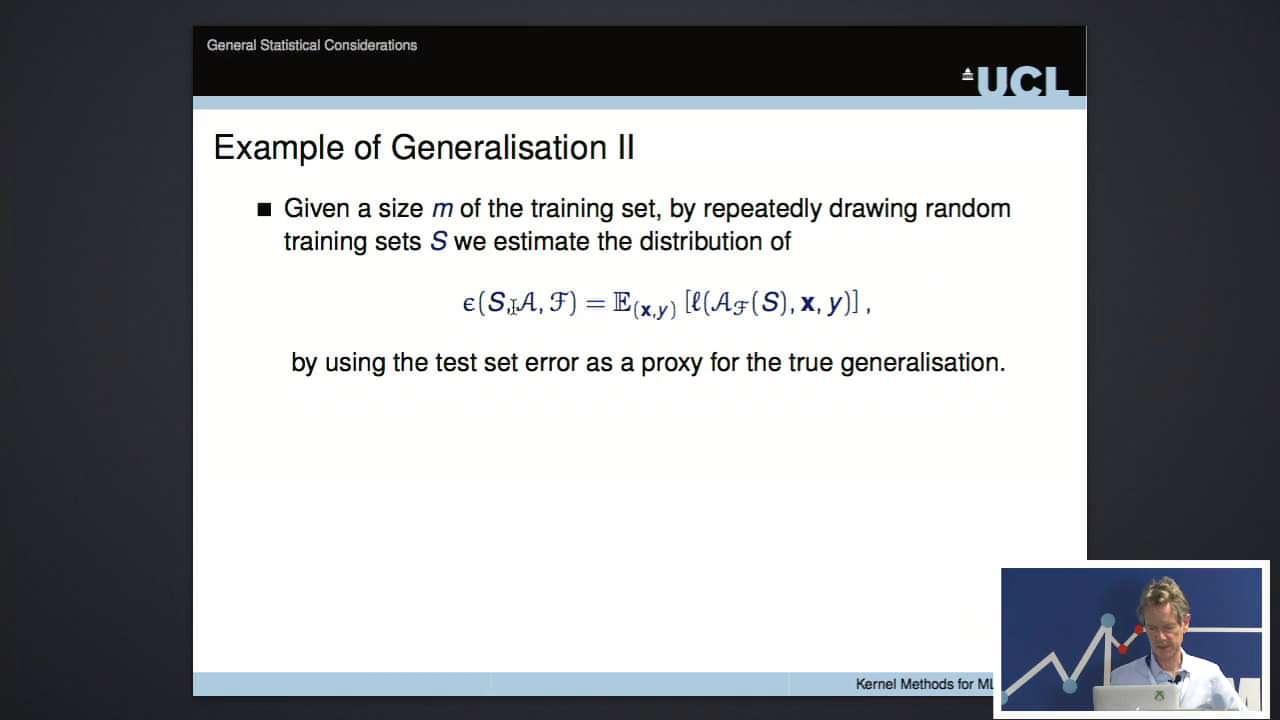 General Statistical Considerations
UCL
Example of Generalisation II
Given a size m of the training set, by repeatedly drawing random
training sets S we estimate the distribution of
ϵ(S, 𝒜, ℱ) = 𝔼(𝐱,y) [ℓ(𝒜ℱ(S), 𝐱, y)] ,
by using the test set error as a proxy for the true generalisation.
Kernel Methods for ML